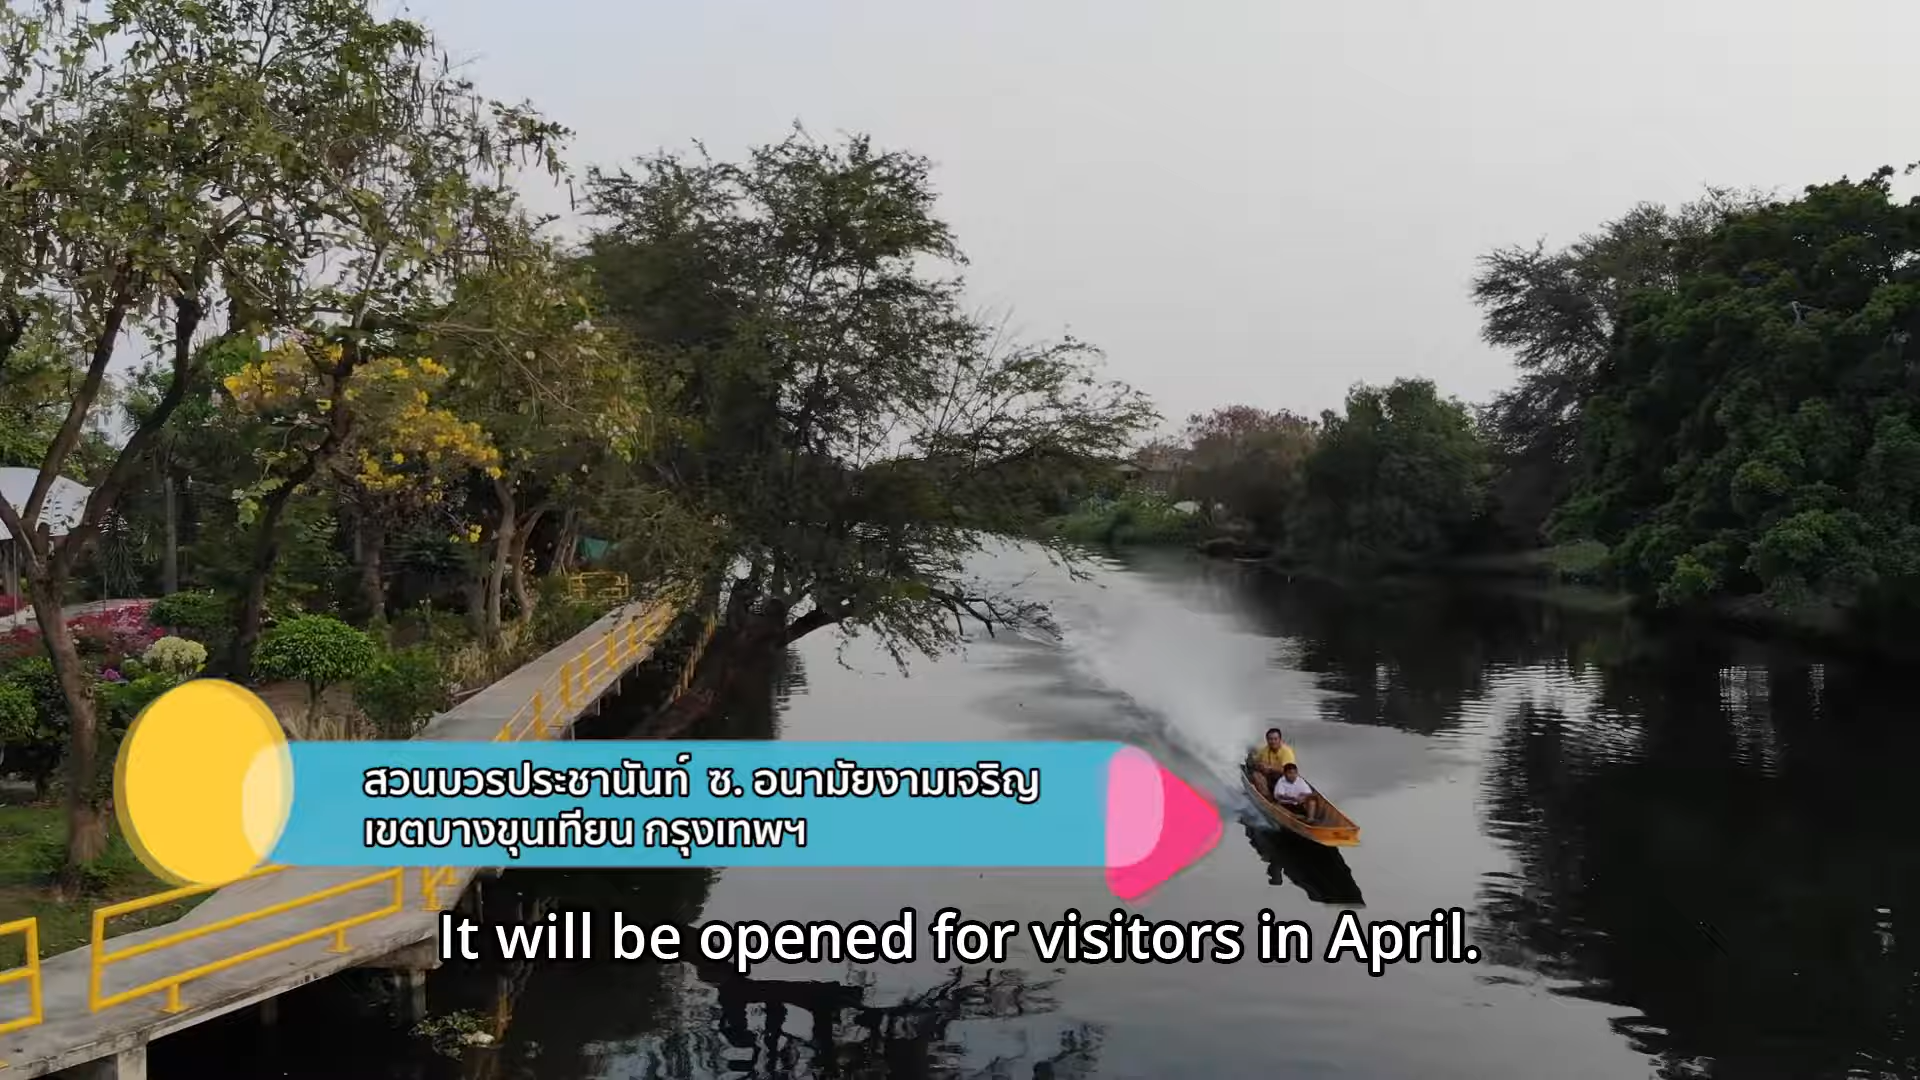 สวนบวรประชานันท์ ซ. อนามัยงามเจริญ
เขตบางขุนเทียน กรุงเทพฯ
It will be opened for visitors in April.